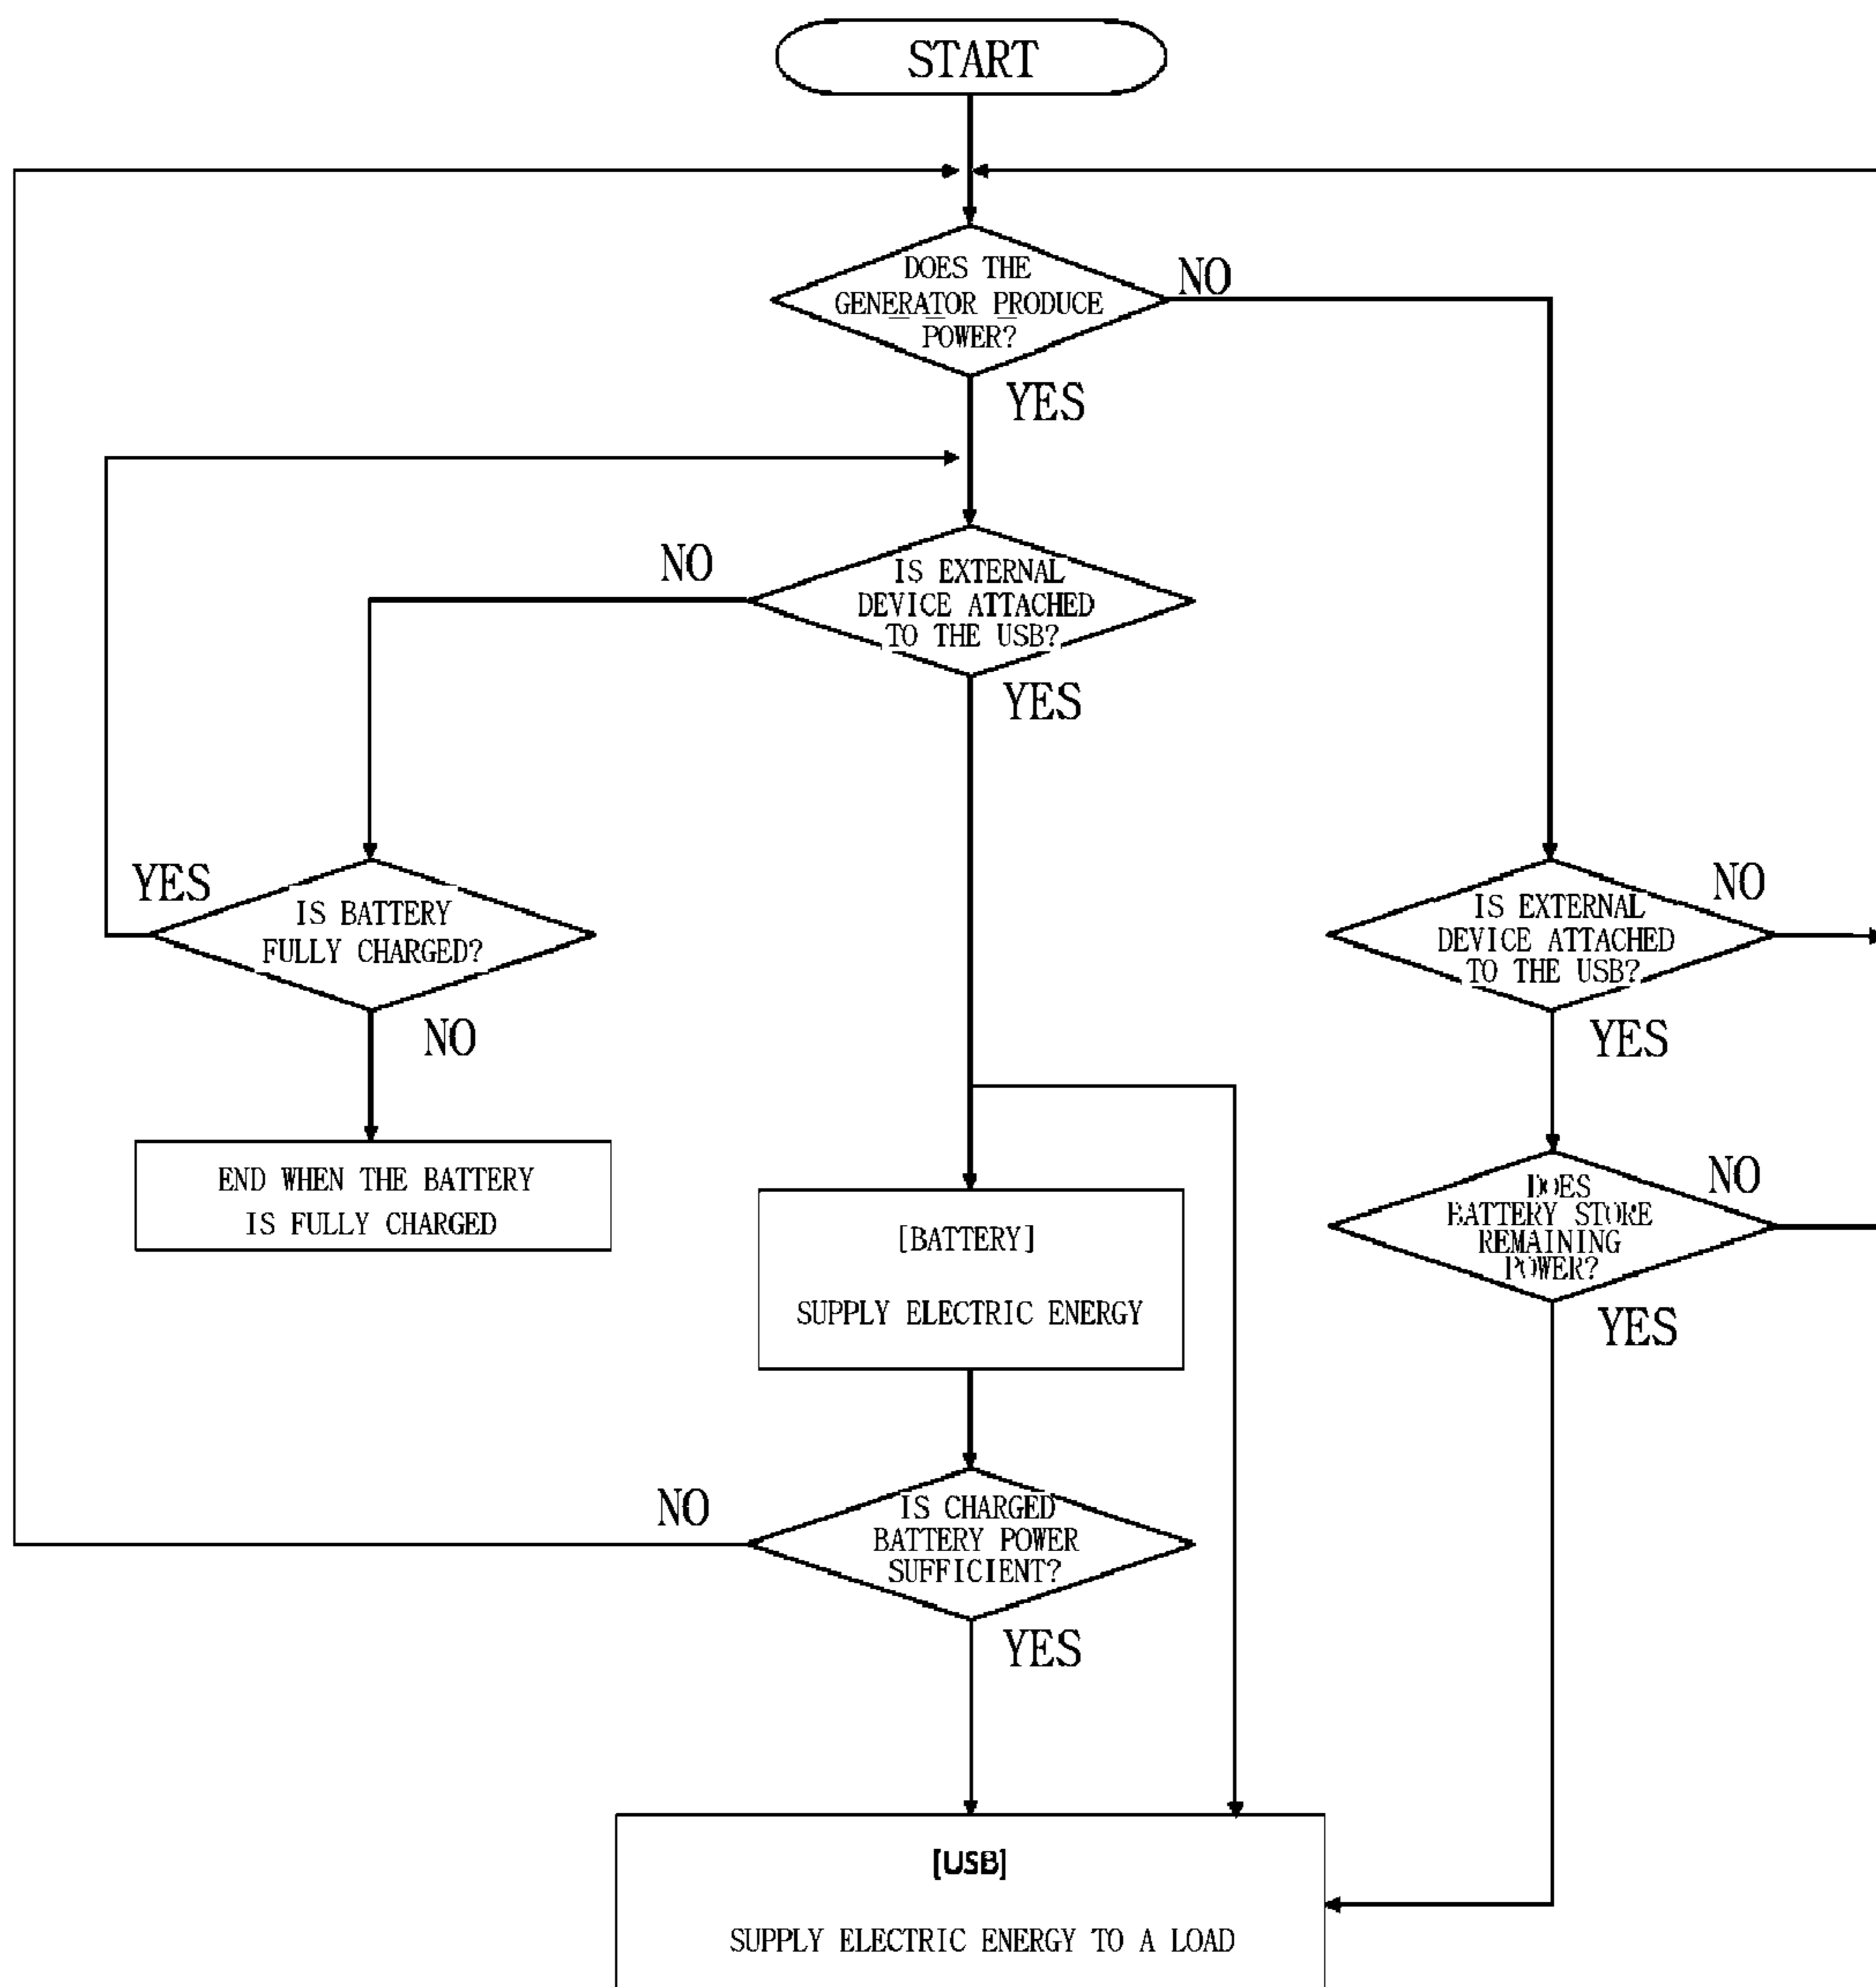 START
DOES THE
GENERATOR PRODUCE
POWER?
NO
YES
NO
IS EXTERNAL
DEVICE ATTACHED
TO THE USB?
YES
YES
IS BATTERY
FULLY CHARGED?
NO
IS EXTERNAL
DEVICE ATTACHED
TO THE USB?
NO
YES
END WHEN THE BATTERY
IS FULLY CHARGED
[BATTERY]
SUPPLY ELECTRIC ENERGY
DOES
BATTERY STORE
REMAINING
POWER?
NO
YES
NO
IS CHARGED
BATTERY POWER
SUFFICIENT?
YES
[USB]
SUPPLY ELECTRIC ENERGY TO A LOAD